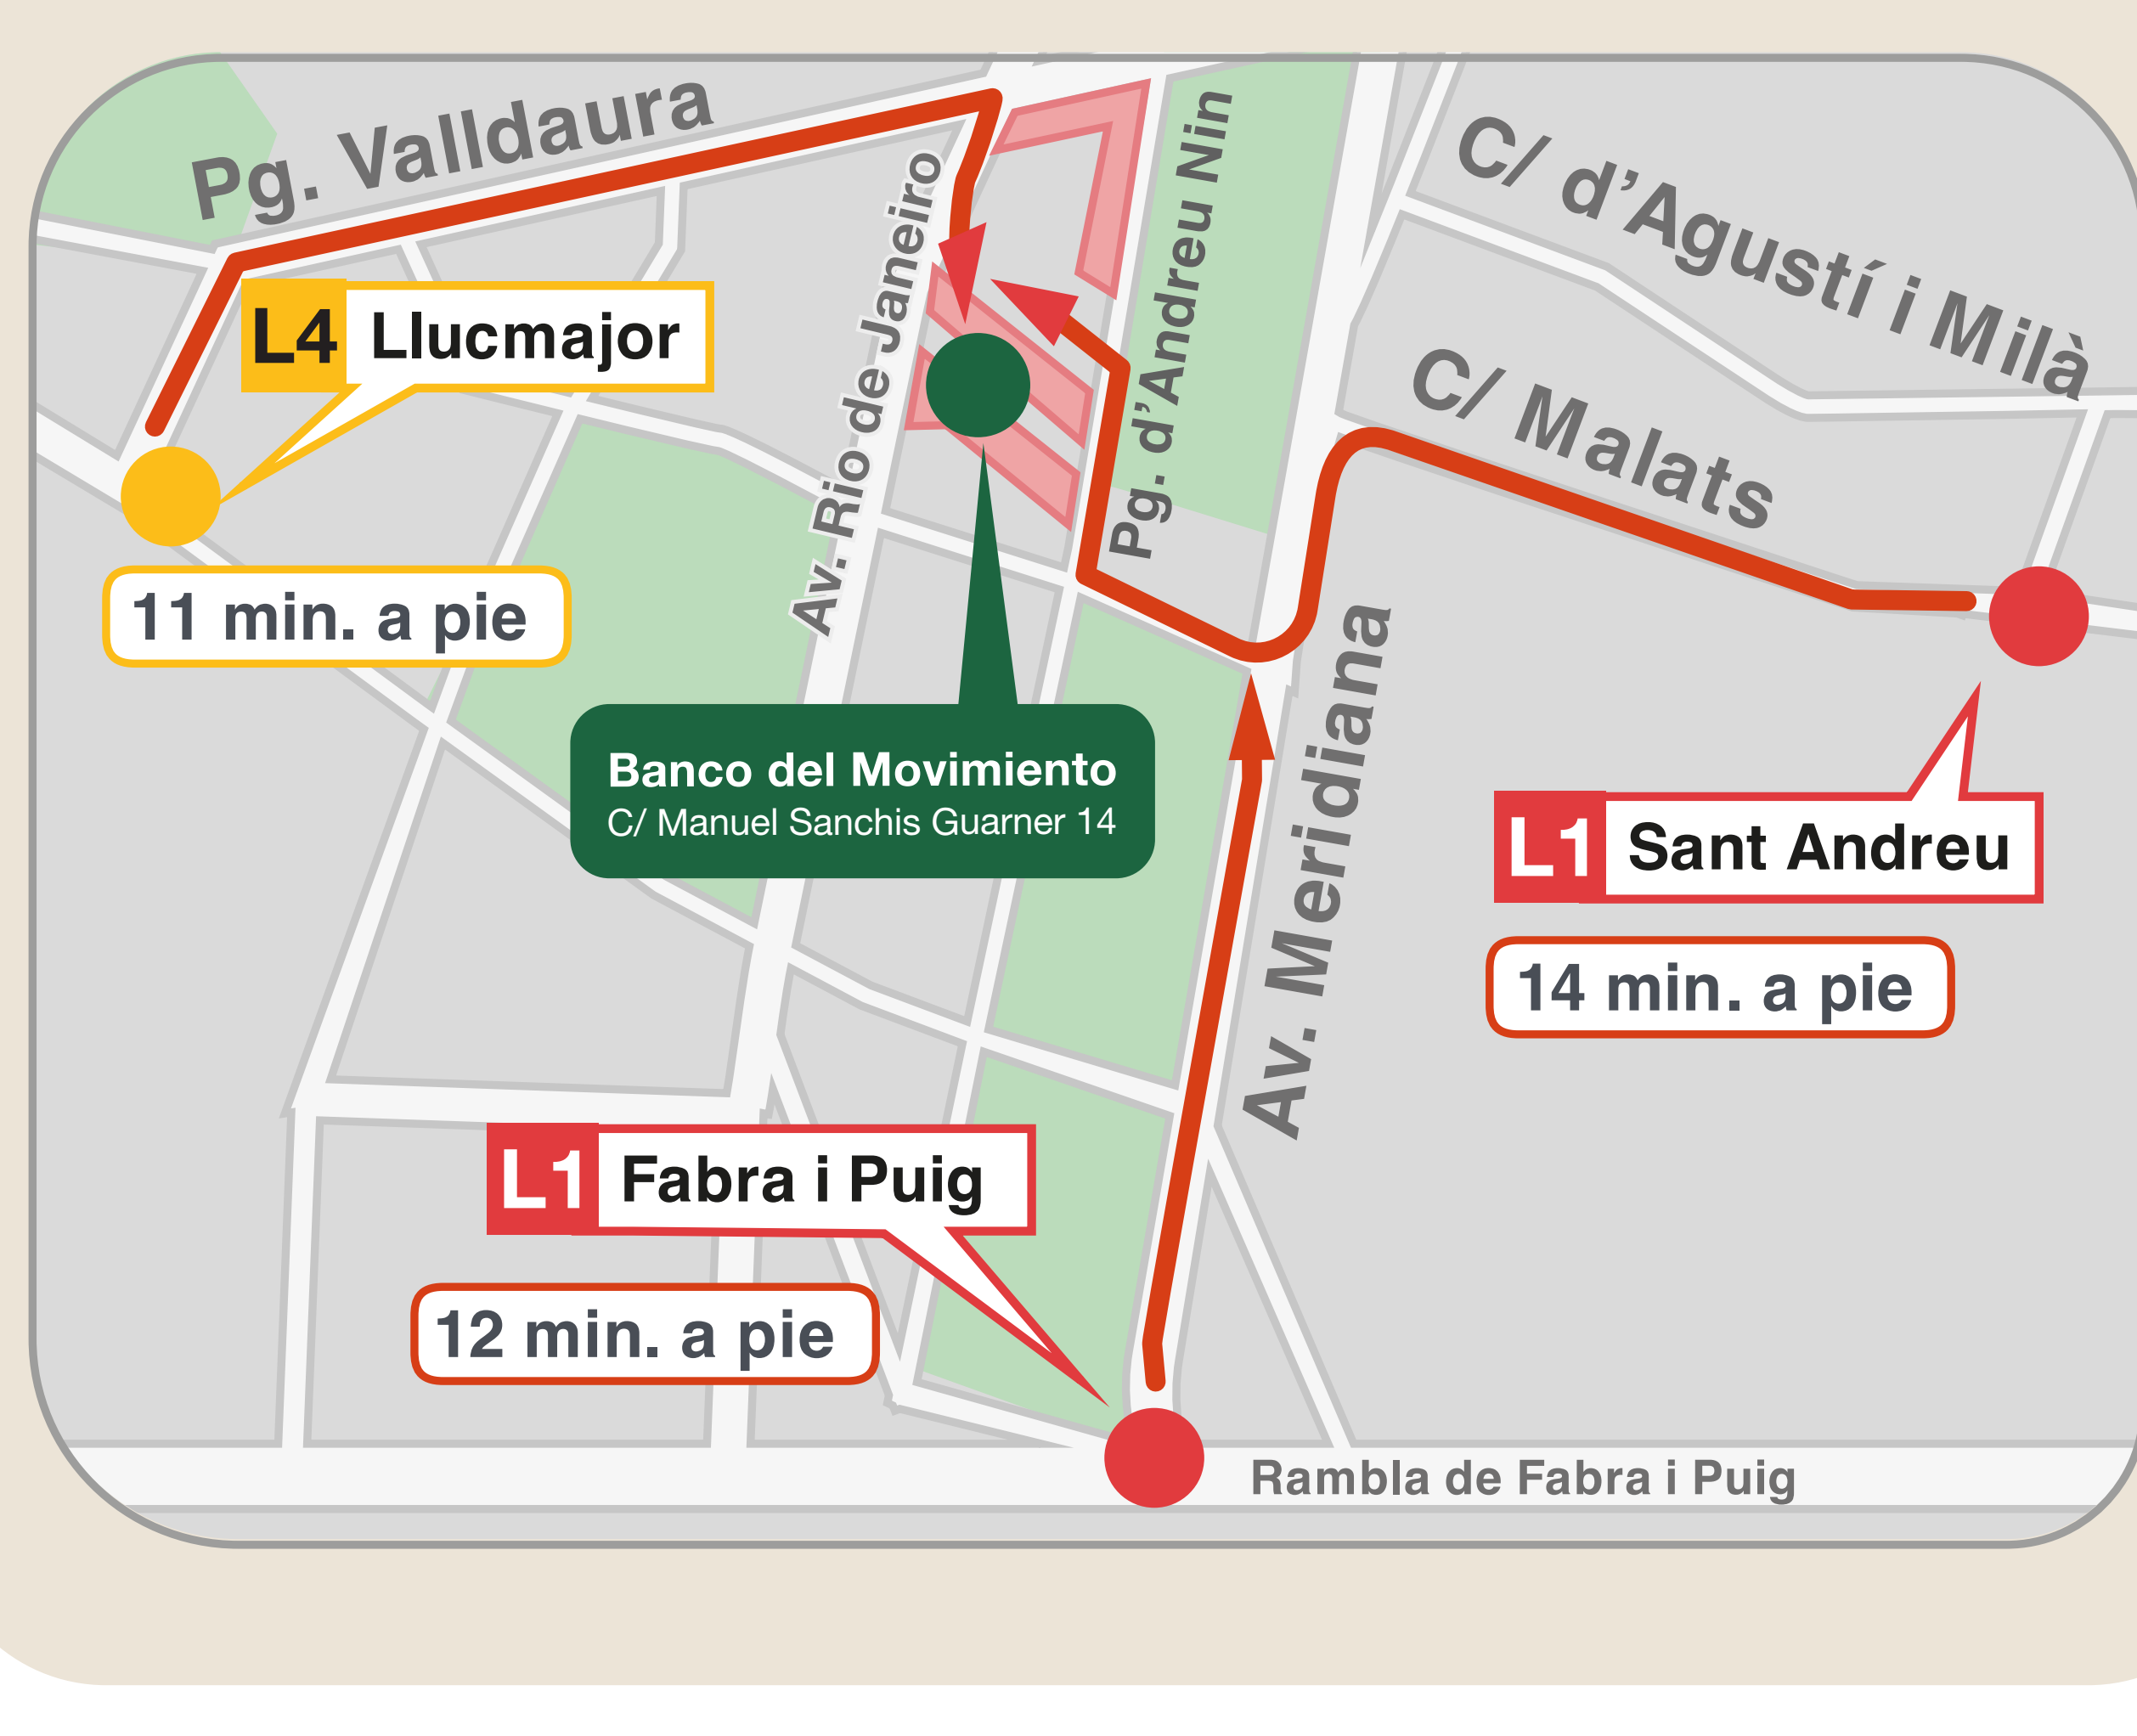 Pg. Valldaura
C/ d'Agustí i Milà
Pg. d'Andreu Nin
Av. Rio de Janeiro
L4 Llucmajor
C/ Malats
11 min. a pie
Banco del Movimiento
C/ Manuel Sanchis Guarner 14
Av. Meridiana
L1 Sant Andreu
14 min. a pie
L1 Fabra i Puig
12 min. a pie
Rambla de Fabra i Puig